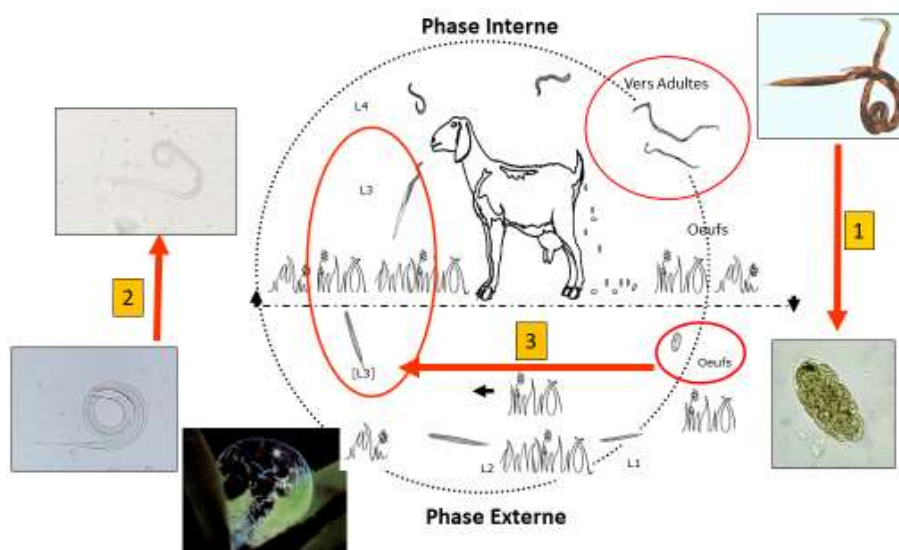 Phase Interne
Vers Adultes
L4
L3
Oeufs
1
2
3
[L3]
Oeufs
L2
L1
Phase Externe